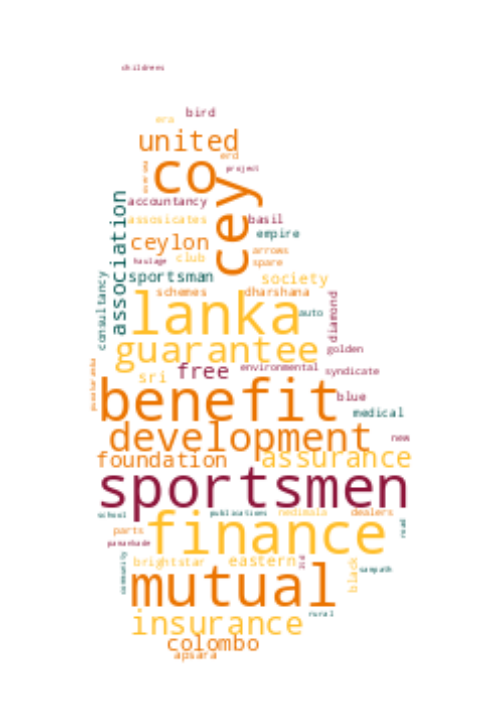 childrens
bird
era
united
erd
co
project
cey
accountancy
association
assosicates
basil
empire
ceylon
arrows
haulage
club
spare
sportsman
society
consultancy
schemes
dharshana
lanka
diamond
auto
guarantee
golden
free
environmental
syndicate
sri
benefit
blue
medical
development
new
foundation
assurance
sportsmen
school
publications
nedimala
dealers
finance
road
parts
community
brightstar
eastern
black
sampath
mutual
rural
insurance
colombo
apsara